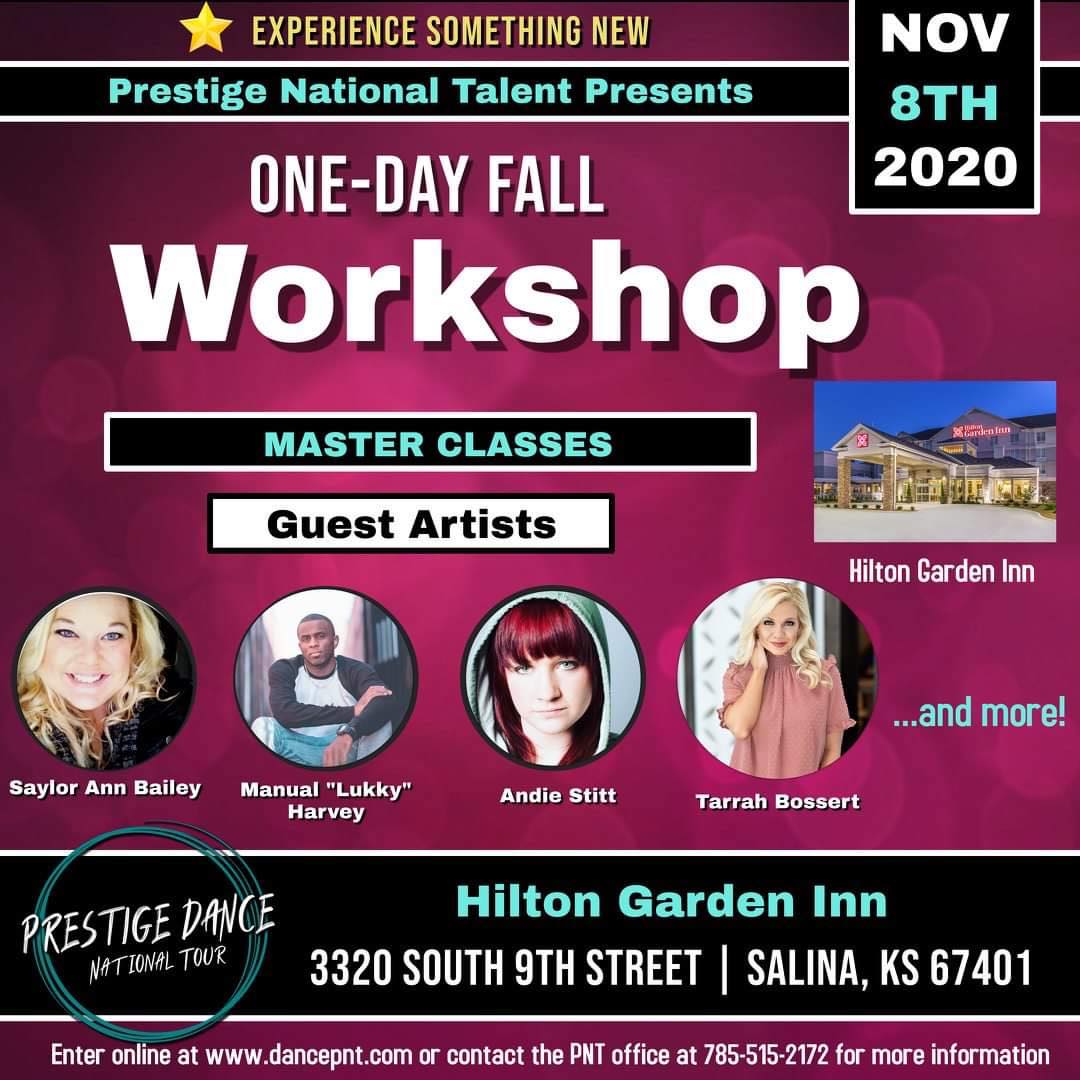 EXPERIENCE SOMETHING NEW
Prestige National Talent Presents
NOV
8TH
2020
ONE-DAY FALL
Workshop
MASTER CLASSES
Guest Artists
Hilton
Garden Inn
Hilton Garden Inn
...and more!
Saylor Ann Bailey
Manual "Lukky"
Harvey
Andie Stitt
Tarrah Bossert
PRESTIGE DANCE
NATIONAL TOUR
Hilton Garden Inn
3320 SOUTH 9TH STREET | SALINA, KS 67401
Enter online at www.dancepnt.com or contact the PNT office at 785-515-2172 for more information